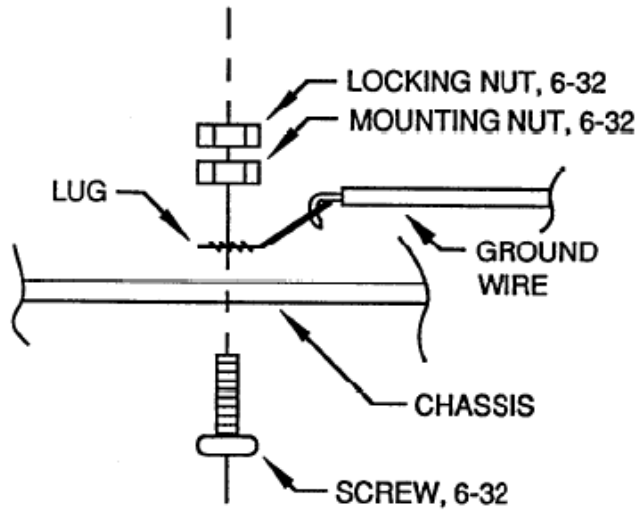 LOCKING NUT, 6-32
MOUNTING NUT, 6-32
LUG
GROUND
WIRE
CHASSIS
SCREW, 6-32